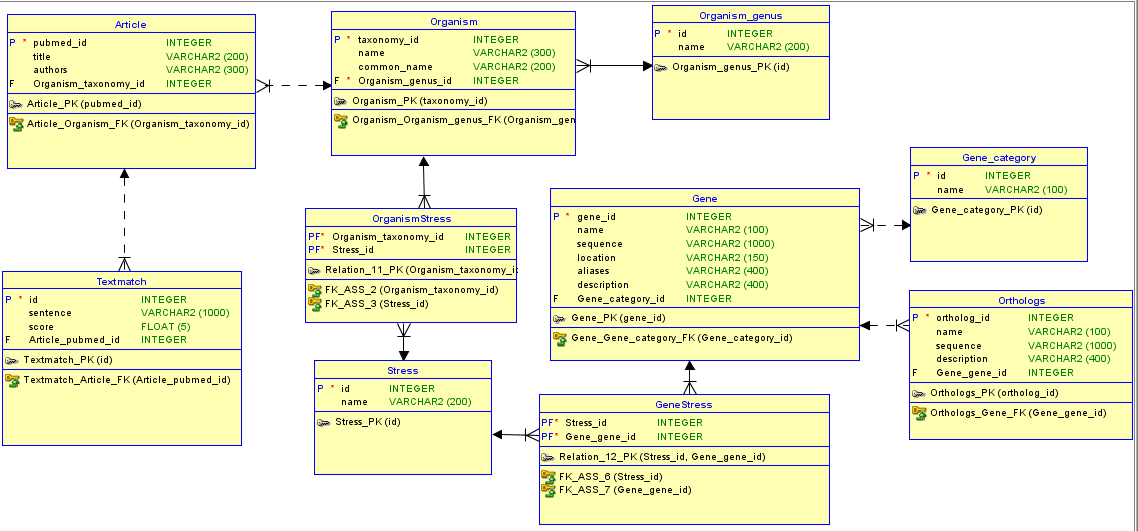 Article
P * pubmed_id INTEGER
title VARCHAR2 (200)
authors VARCHAR2 (300)
F Organism_taxonomy_id INTEGER
Article_PK (pubmed_id)
Article_Organism_FK (Organism_taxonomy_id)
Organism
P * taxonomy_id INTEGER
name VARCHAR2 (300)
common_name VARCHAR2 (200)
F * Organism_genus_id INTEGER
Organism_PK (taxonomy_id)
Organism_Organism_genus_FK (Organism_gen
Organism_genus
P * id INTEGER
name VARCHAR2 (200)
Organism_genus_PK (id)
Gene_category
P * id INTEGER
name VARCHAR2 (100)
Gene_category_PK (id)
OrganismStress
PF* Organism_taxonomy_id INTEGER
PF* Stress_id INTEGER
Relation_11_PK (Organism_taxonomy_i
FK_ASS_2 (Organism_taxonomy_id)
FK_ASS_3 (Stress_id)
Gene
P * gene_id INTEGER
name VARCHAR2 (100)
sequence VARCHAR2 (1000)
location VARCHAR2 (150)
aliases VARCHAR2 (400)
description VARCHAR2 (400)
F Gene_category_id INTEGER
Gene_PK (gene_id)
Gene_Gene_category_FK (Gene_category_id)
Textmatch
P * id INTEGER
sentence VARCHAR2 (1000)
score FLOAT (5)
F Article_pubmed_id INTEGER
Textmatch_PK (id)
Textmatch_Article_FK (Article_pubmed_id)
Orthologs
P * ortholog_id INTEGER
name VARCHAR2 (100)
sequence VARCHAR2 (1000)
description VARCHAR2 (400)
F Gene_gene_id INTEGER
Orthologs_PK (ortholog_id)
Orthologs_Gene_FK (Gene_gene_id)
Stress
P * id INTEGER
name VARCHAR2 (200)
Stress_PK (id)
GeneStress
PF* Stress_id INTEGER
PF* Gene_gene_id INTEGER
Relation_12_PK (Stress_id, Gene_gene_id)
FK_ASS_6 (Stress_id)
FK_ASS_7 (Gene_gene_id)